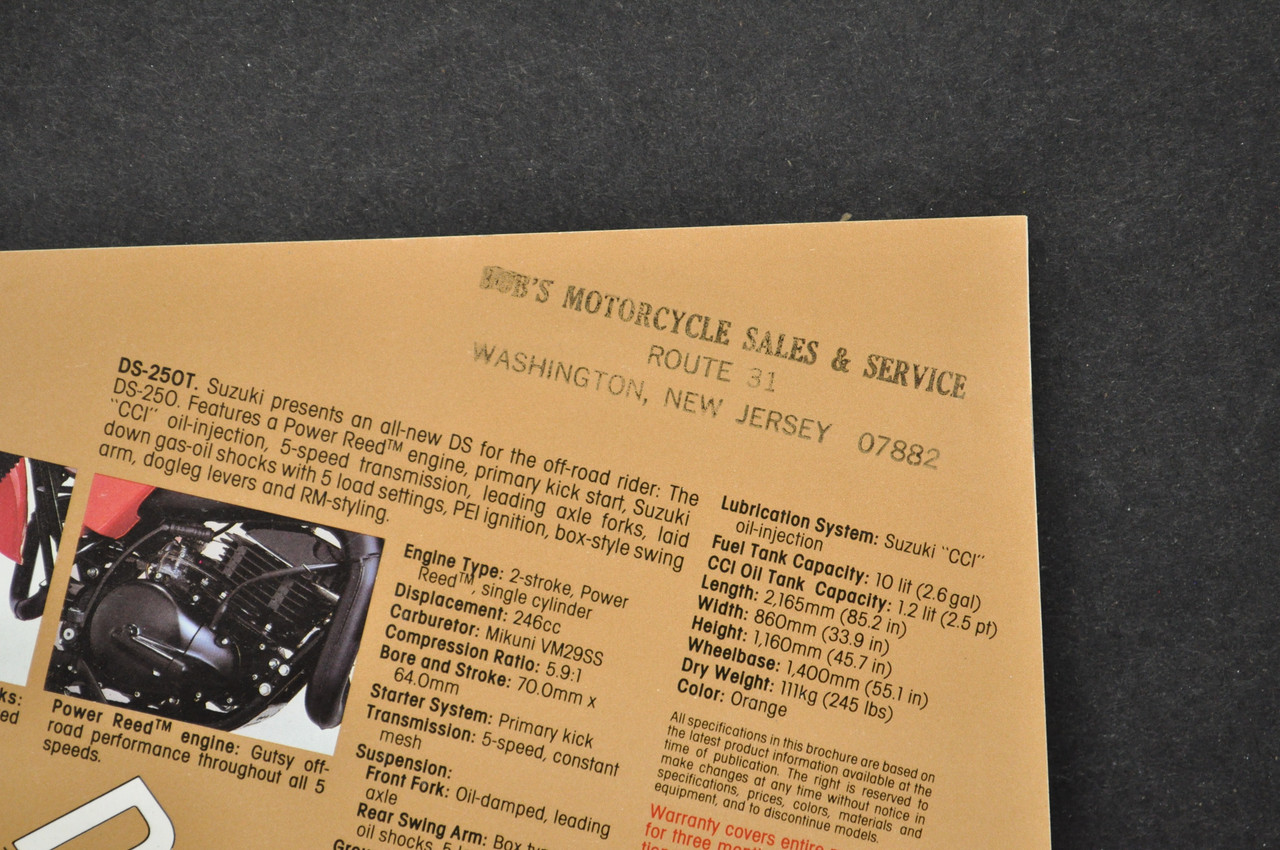 BOB'S MOTORCYCLE SALES & SERVICE
ROUTE 31
WASHINGTON, NEW JERSEY 07882
DS-250T. Suzuki presents an all-new DS for the off-road rider: The
DS-250. Features a Power Reed™ engine, primary kick start, Suzuki
"CCI" oil-injection, 5-speed transmission, leading axle forks, laid
down gas-oil shocks with 5 load settings, PEI ignition, box-style swing
arm, dogleg levers and RM-styling.
ks:
ed
Power Reed™ engine: Gutsy off-
road performance throughout all 5
speeds.
Engine Type: 2-stroke, Power
Reed™, single cylinder
Displacement: 246cc
Carburetor: Mikuni VM29SS
Compression Ratio: 5.9:1
Bore and Stroke: 70.0mm x
64.0mm
Starter System: Primary kick
Transmission: 5-speed, constant
mesh
Suspension:
Front Fork: Oil-damped, leading
axle
Rear Swing Arm: Box
oil shocks, 5
Lubrication System: Suzuki "CCI"
oil-injection
Fuel Tank Capacity: 10 lit (2.6 gal)
CCI Oil Tank Capacity: 1.2 lit (2.5 pt)
Length: 2,165mm (85.2 in)
Width: 860mm (33.9 in)
Height: 1,160mm (45.7 in)
Wheelbase: 1,400mm (55.1 in)
Dry Weight: 111kg (245 lbs)
Color: Orange
All specifications in this brochure are based on
the latest product information available at the
time of publication. The right is reserved to
make changes at any time without notice in
specifications, prices, colors, materials and
equipment, and to discontinue models.
Warranty covers entire
for three